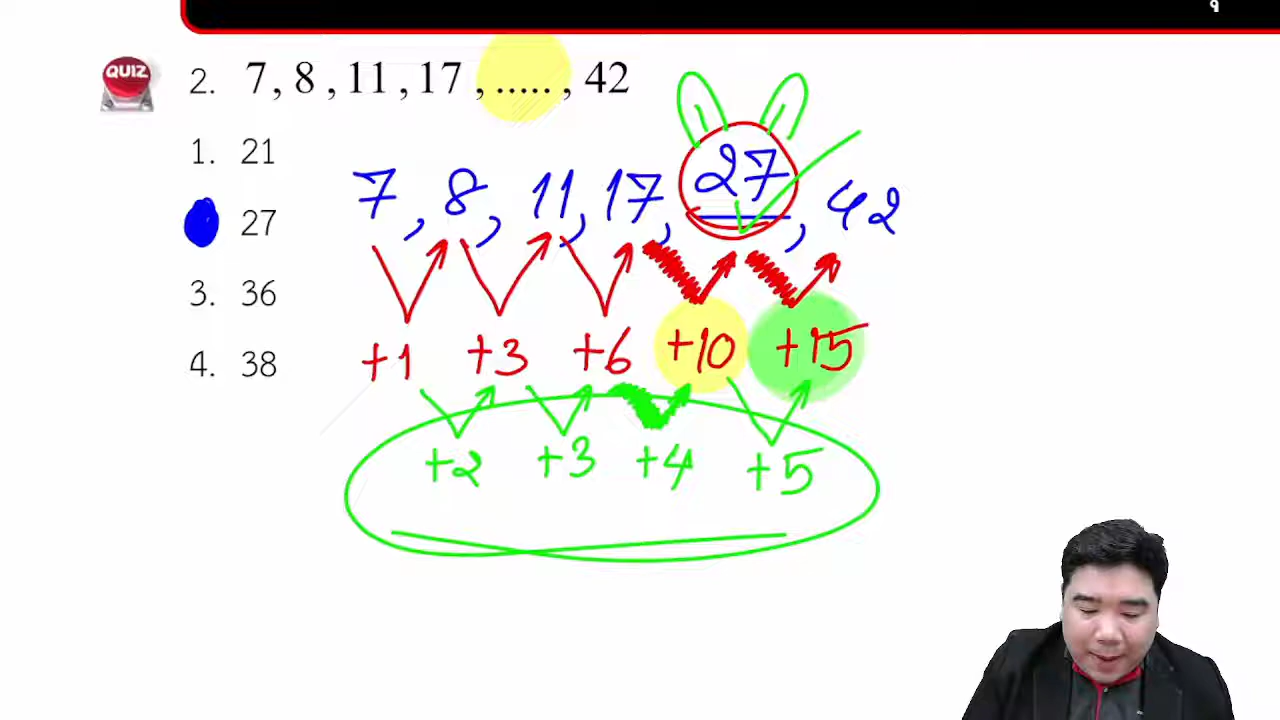 ๑
QUIZ
2. 7 , 8 , 11 , 17 , ..... , 42
1. 21
27
3. 36
4. 38
7 , 8 , 11 , 17 , 27 , 42
+1 +3 +6 +10 +15
+2 +3 +4 +5